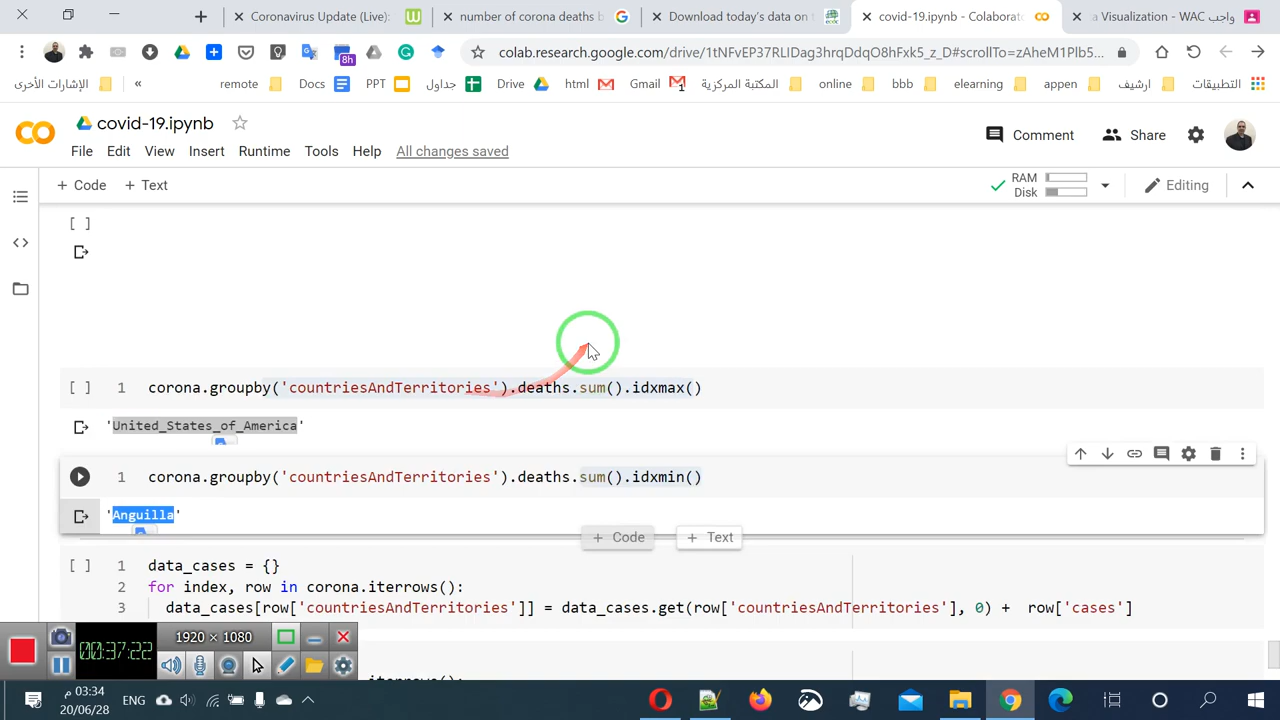 Coronavirus Update (Live):
number of corona deaths b
Download today's data on t
covid-19.ipynb - Colaborat
a Visualization - WAC واجب
8h
colab.research.google.com/drive/1tNFvEP37RLIDag3hrqDdqO8hFxk5_z_D#scrollTo=zAheM1Plb5...
الإشارات الأخرى
«
remote
Docs
PPT
جداول
Drive
html
Gmail
المكتبة المركزية
online
bbb
elearning
appen
ارشيف
التطبيقات
covid-19.ipynb
Comment
Share
File Edit View Insert Runtime Tools Help All changes saved
+ Code + Text
RAM
Disk
Editing
[ ]
[ ] 1 corona.groupby('countriesAndTerritories').deaths.sum().idxmax()
'United_States_of_America'
1 corona.groupby('countriesAndTerritories').deaths.sum().idxmin()
'Anguilla'
+ Code + Text
[ ] 1 data_cases = {}
2 for index, row in corona.iterrows():
3 data_cases[row['countriesAndTerritories']] = data_cases.get(row['countriesAndTerritories'], 0) + row['cases']
.iterrows():
00:37:22
1920 × 1080
03:34 م
ENG
20/06/28